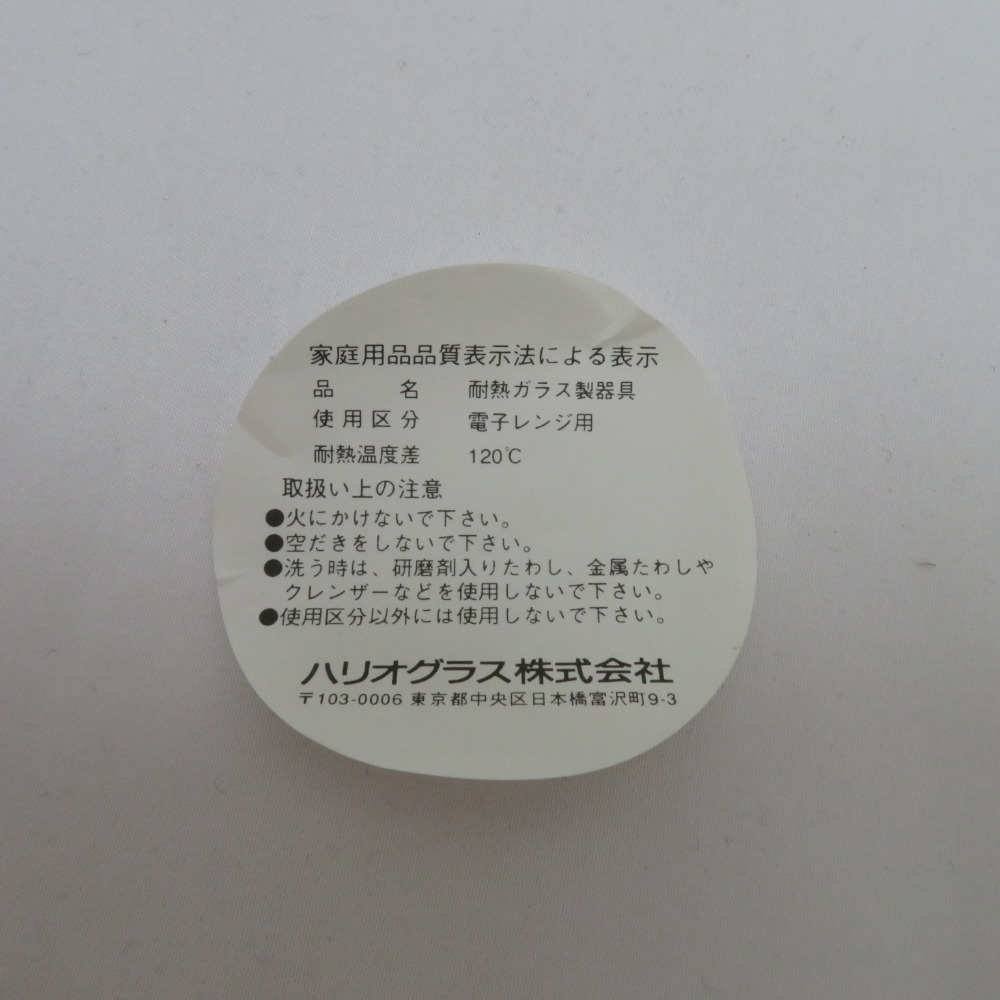 家庭用品品質表示法による表示
品　　　名　耐熱ガラス製器具
使用区分　電子レンジ用
耐熱温度差　120℃
取扱い上の注意
●火にかけないで下さい。
●空だきをしないで下さい。
●洗う時は、研磨剤入りたわし、金属たわしや
クレンザーなどを使用しないで下さい。
●使用区分以外には使用しないで下さい。
ハリオグラス株式会社
〒103-0006 東京都中央区日本橋富沢町9-3